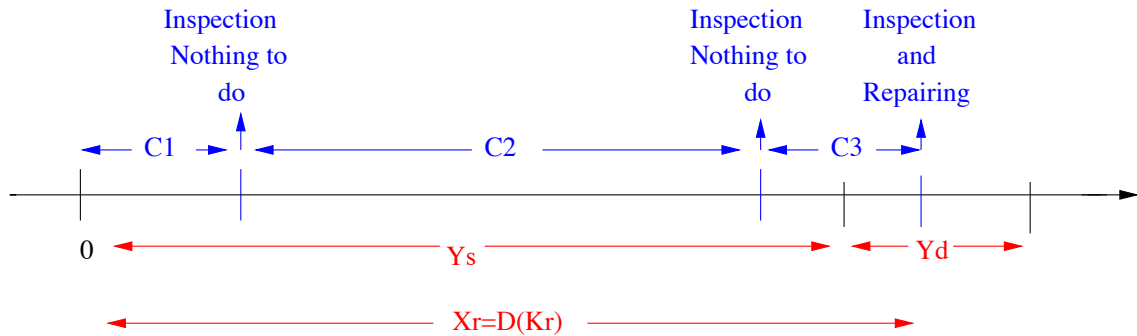 Inspection
Nothing to
do
Inspection
Nothing to
do
Inspection
and
Repairing
C1
C2
C3
0
Ys
Yd
Xr=D(Kr)